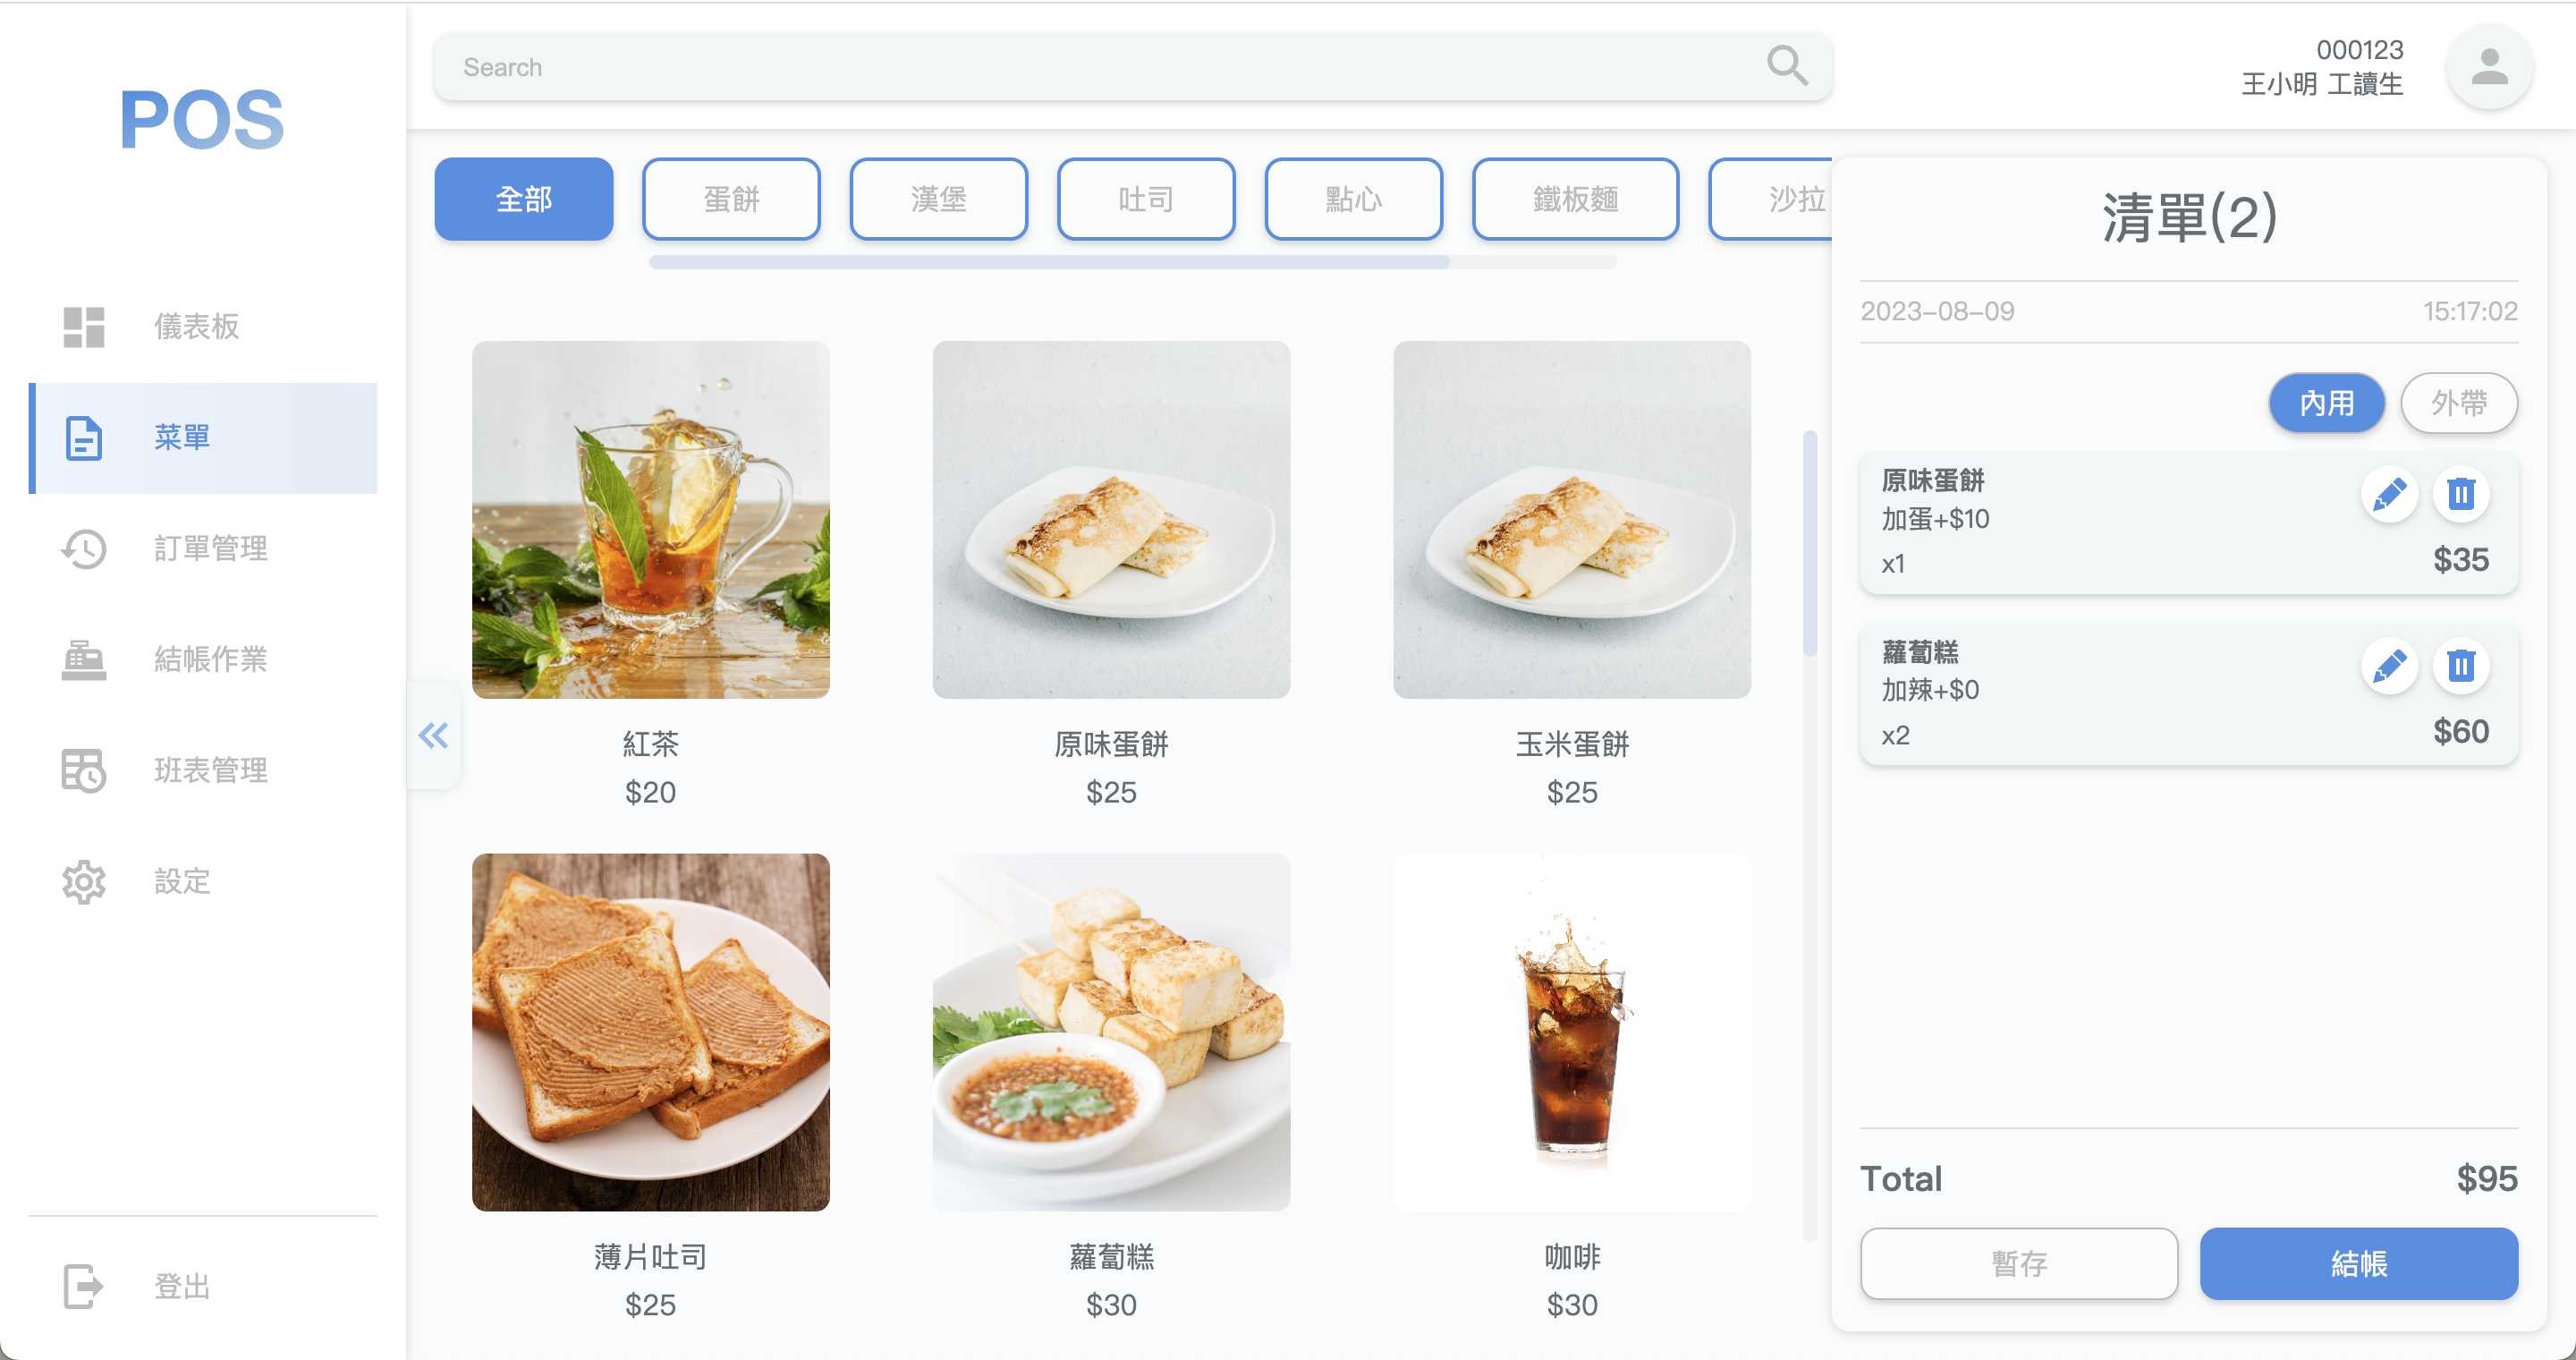 POS
儀表板
菜單
訂單管理
結帳作業
班表管理
設定
登出
Search
000123
王小明 工讀生
全部
蛋餅
漢堡
吐司
點心
鐵板麵
沙拉
紅茶
$20
原味蛋餅
$25
玉米蛋餅
$25
薄片吐司
$25
蘿蔔糕
$30
咖啡
$30
清單(2)
2023-08-09 15:17:02
內用 外帶
原味蛋餅
加蛋+$10
x1 $35
蘿蔔糕
加辣+$0
x2 $60
Total $95
暫存 結帳